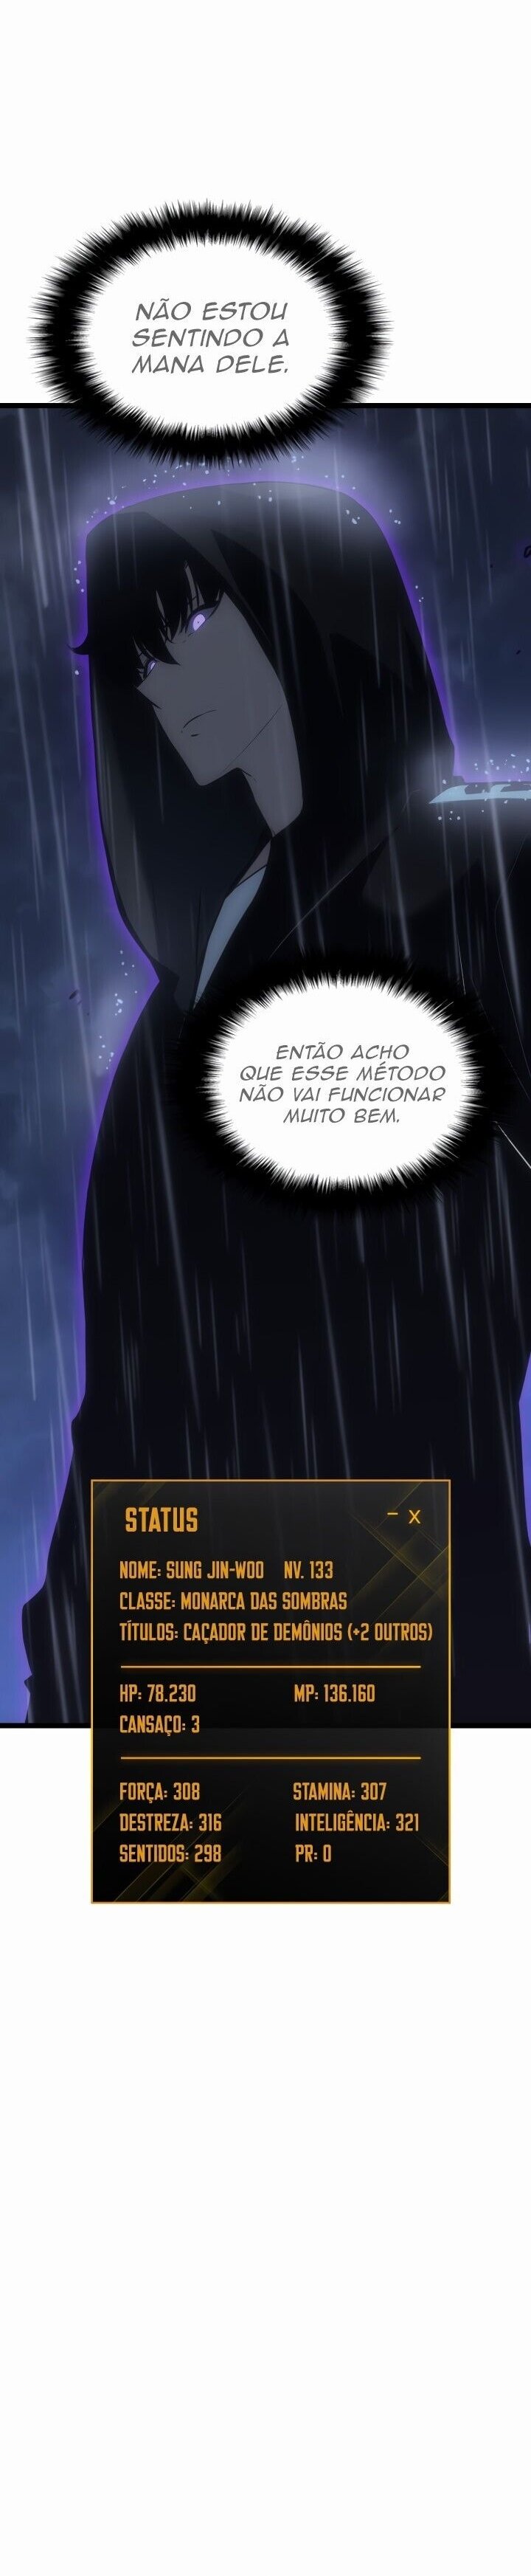 NÃO ESTOU
SENTINDO A
MANA DELE.
ENTÃO ACHO
QUE ESSE MÉTODO
NÃO VAI FUNCIONAR
MUITO BEM.
STATUS - X
NOME: SUNG JIN-WOO NV. 133
CLASSE: MONARCA DAS SOMBRAS
TÍTULOS: CAÇADOR DE DEMÔNIOS (+2 OUTROS)
HP: 78.230 MP: 136.160
CANSAÇO: 3
FORÇA: 308 STAMINA: 307
DESTREZA: 316 INTELIGÊNCIA: 321
SENTIDOS: 298 PR: 0